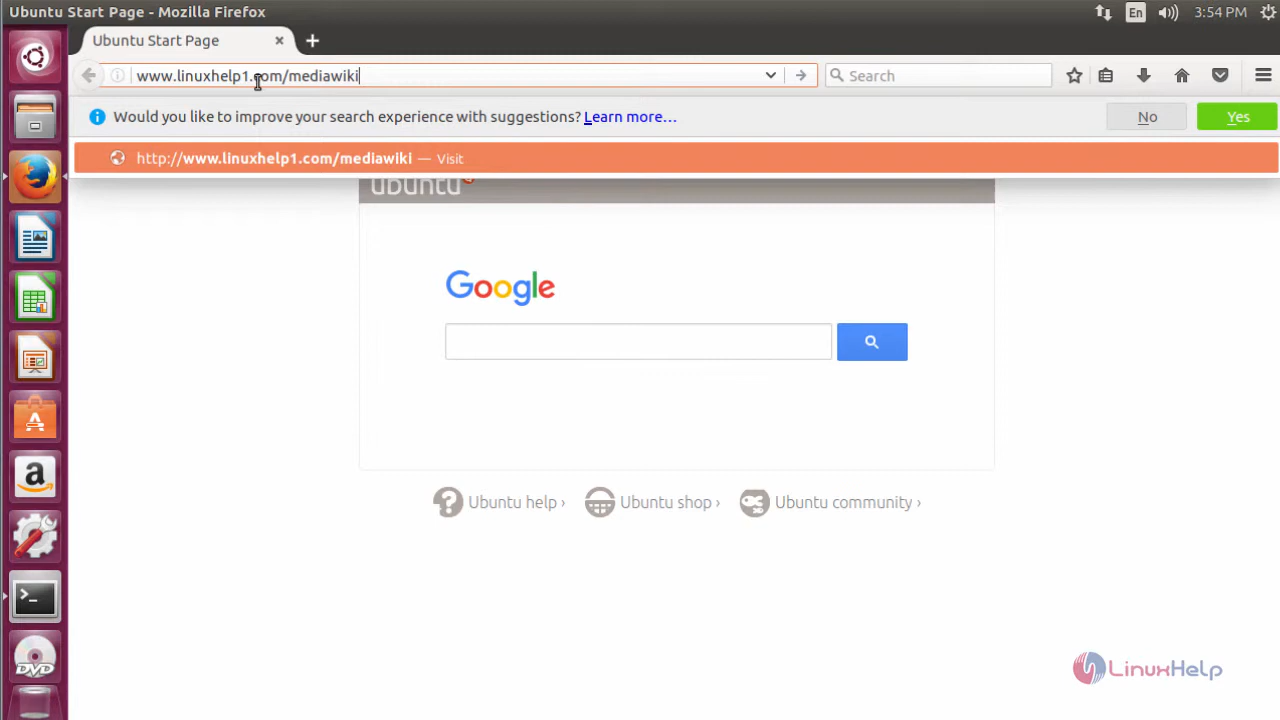 Ubuntu Start Page - Mozilla Firefox
En
3:54 PM
Ubuntu Start Page
www.linuxhelp1.com/mediawiki
Search
Would you like to improve your search experience with suggestions? Learn more...
No
Yes
http://www.linuxhelp1.com/mediawiki — Visit
ubuntu
Google
Ubuntu help ›
Ubuntu shop ›
Ubuntu community ›
a
>_
DVD
LinuxHelp